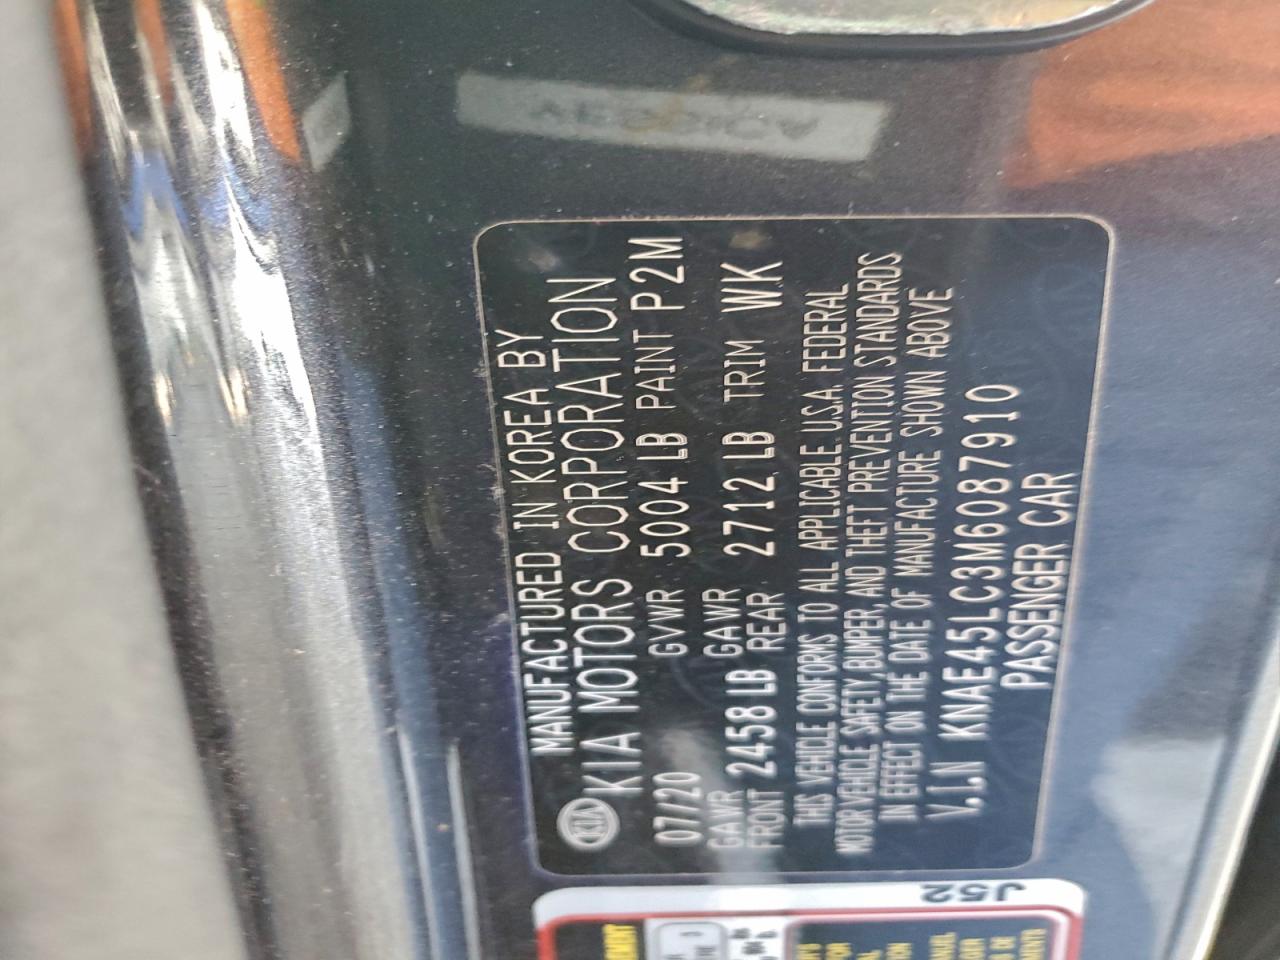 MANUFACTURED IN KOREA BY
KIA KIA MOTORS CORPORATION
07/20 GVWR 5004 LB PAINT P2M
GAWR FRONT 2458 LB GAWR REAR 2712 LB TRIM WK
THIS VEHICLE CONFORMS TO ALL APPLICABLE U.S.A. FEDERAL
MOTOR VEHICLE SAFETY, BUMPER, AND THEFT PREVENTION STANDARDS
IN EFFECT ON THE DATE OF MANUFACTURE SHOWN ABOVE
V.I.N KNAE45LC3M6087910
PASSENGER CAR
J52